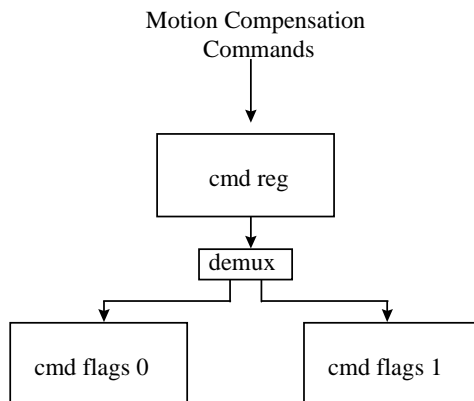 Motion Compensation
Commands
cmd reg
demux
cmd flags 0
cmd flags 1